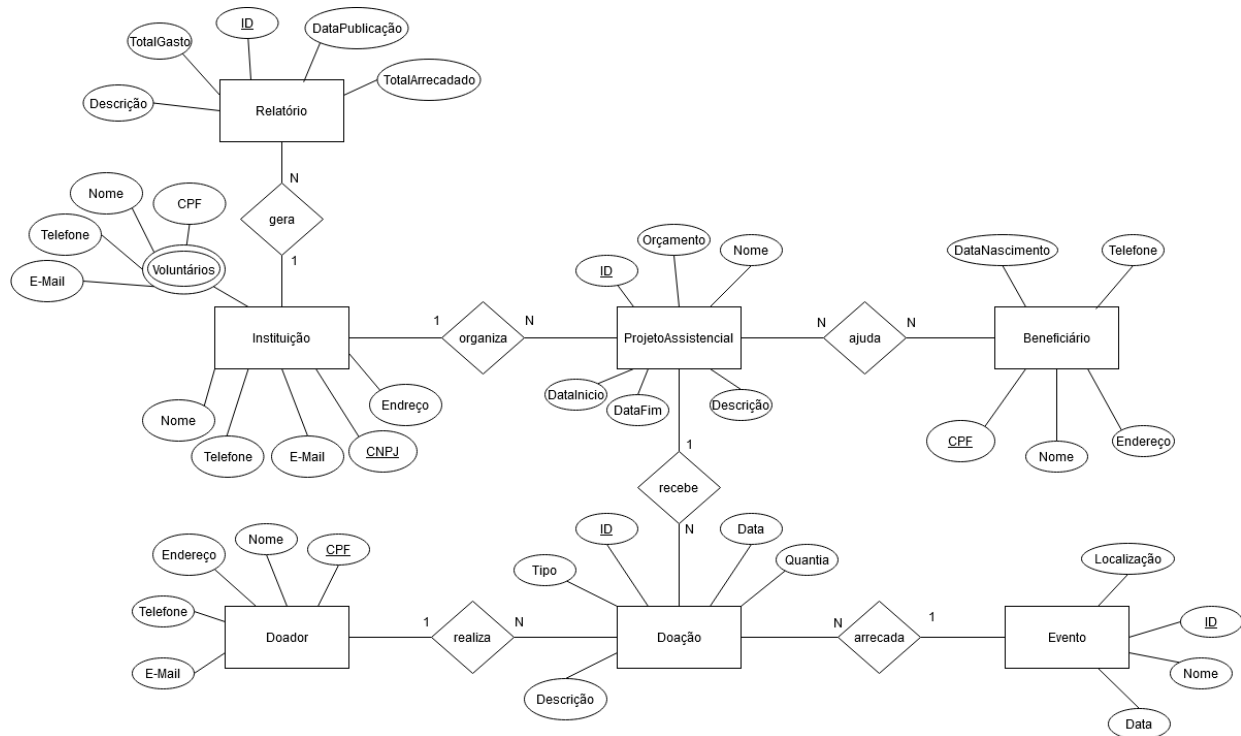 ID
DataPublicação
TotalGasto
TotalArrecadado
Descrição
Relatório
N
gera
1
Nome
CPF
Telefone
E-Mail
Voluntários
Instituição
Nome
Telefone
E-Mail
CNPJ
Endreço
1
organiza
N
ID
Orçamento
Nome
ProjetoAssistencial
DataInicio
DataFim
Descrição
N
ajuda
N
DataNascimento
Telefone
Beneficiário
CPF
Nome
Endereço
1
recebe
N
Endereço
Nome
CPF
Telefone
E-Mail
Doador
1
realiza
N
Tipo
ID
Data
Quantia
Doação
Descrição
N
arrecada
1
Localização
ID
Evento
Nome
Data